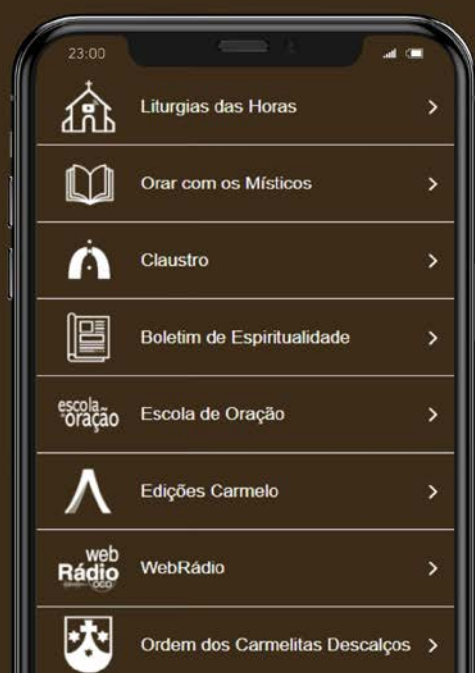 23:00
Liturgias das Horas
Orar com os Místicos
Claustro
Boletim de Espiritualidade
escola
oração
Escola de Oração
Edições Carmelo
web
Rádio
OCD
WebRádio
Ordem dos Carmelitas Descalços